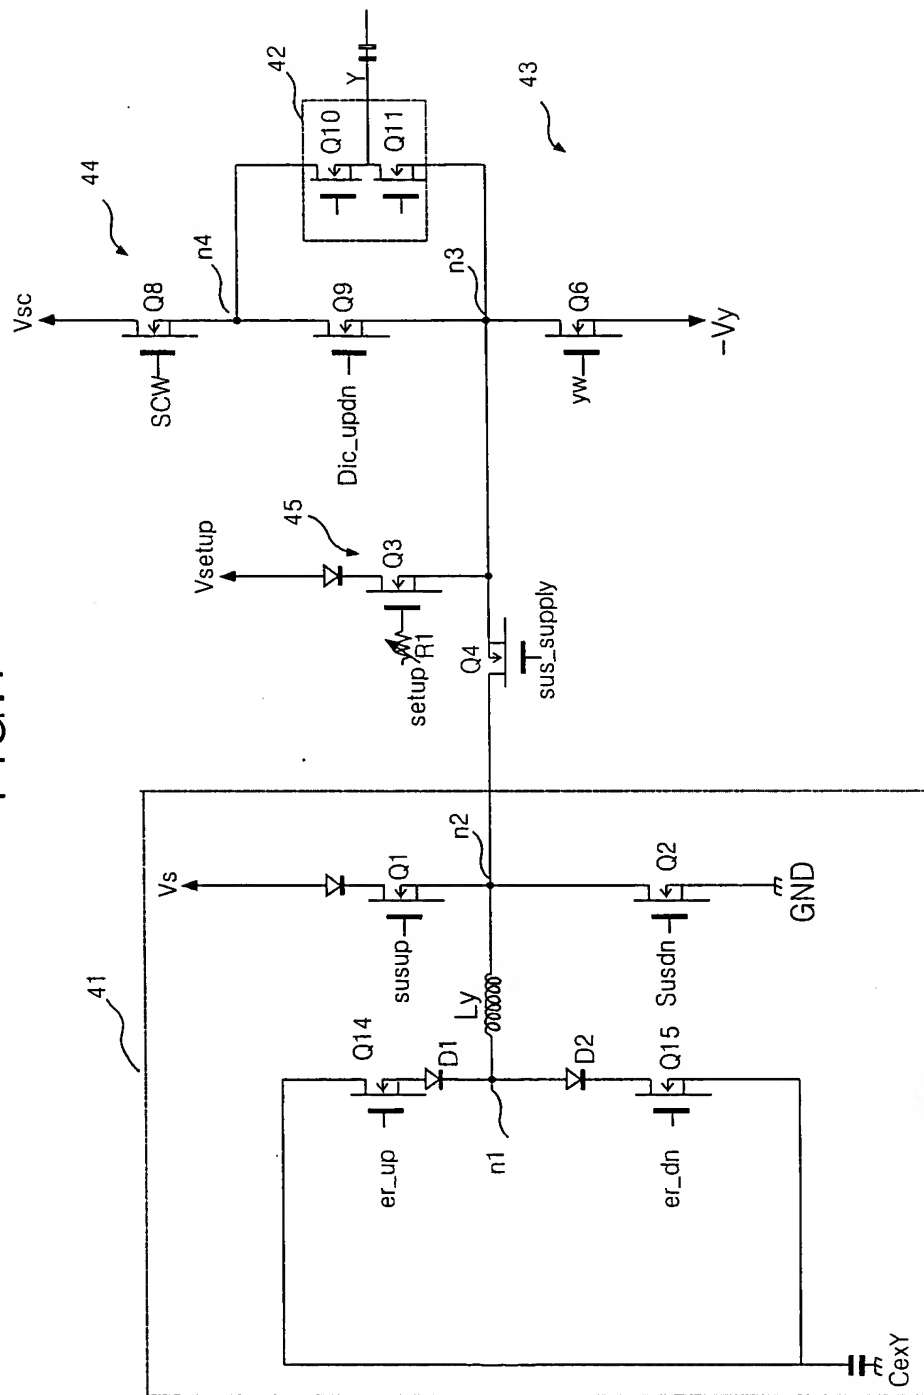 42
Y
43
Q10
Q11
44
n4
n3
Vsc
Q8
SCW
Q9
Dic_updn
Q6
yw
-Vy
45
Vsetup
Q3
R1
setup
Q4
sus_supply
41
Vs
n2
Q1
susup
Q2
Susdn
GND
Ly
Q14
D1
er_up
n1
D2
Q15
er_dn
CexY